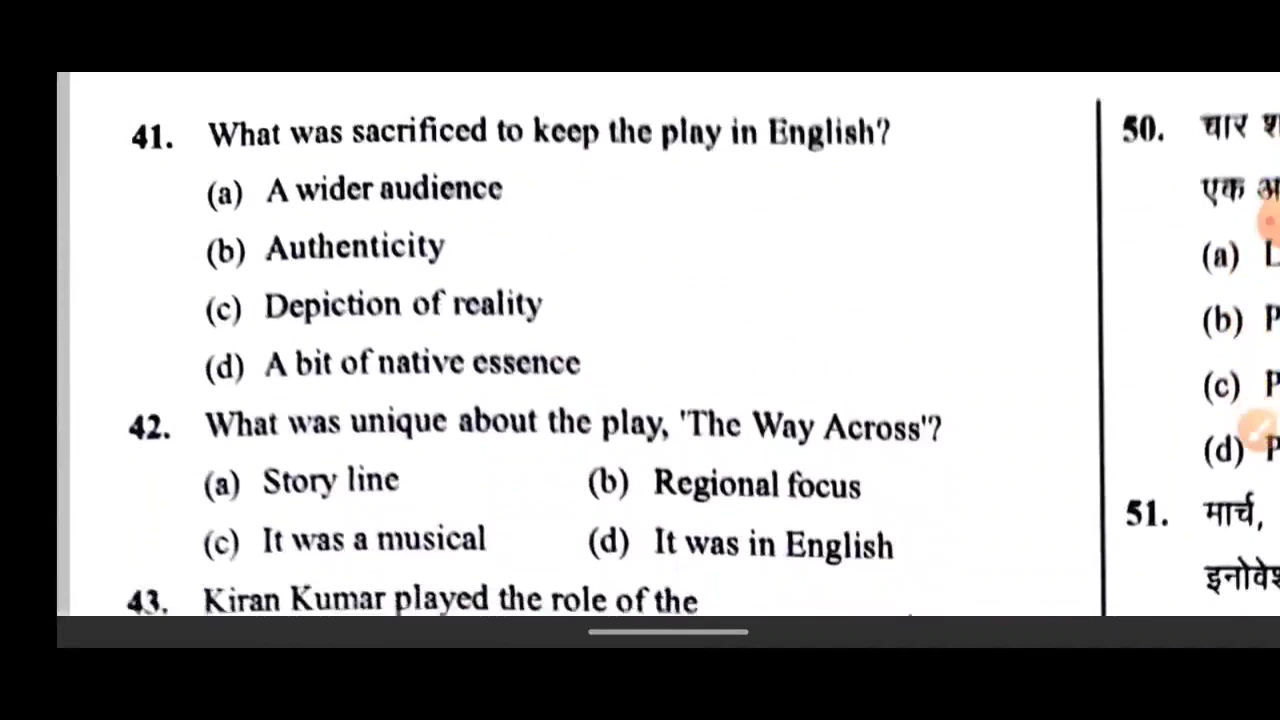 41. What was sacrificed to keep the play in English?
(a) A wider audience
(b) Authenticity
(c) Depiction of reality
(d) A bit of native essence
42. What was unique about the play, 'The Way Across'?
(a) Story line (b) Regional focus
(c) It was a musical (d) It was in English
43. Kiran Kumar played the role of the
50. चार
एक
(a)
(b) P
(c) P
(d) P
51. मार्च,